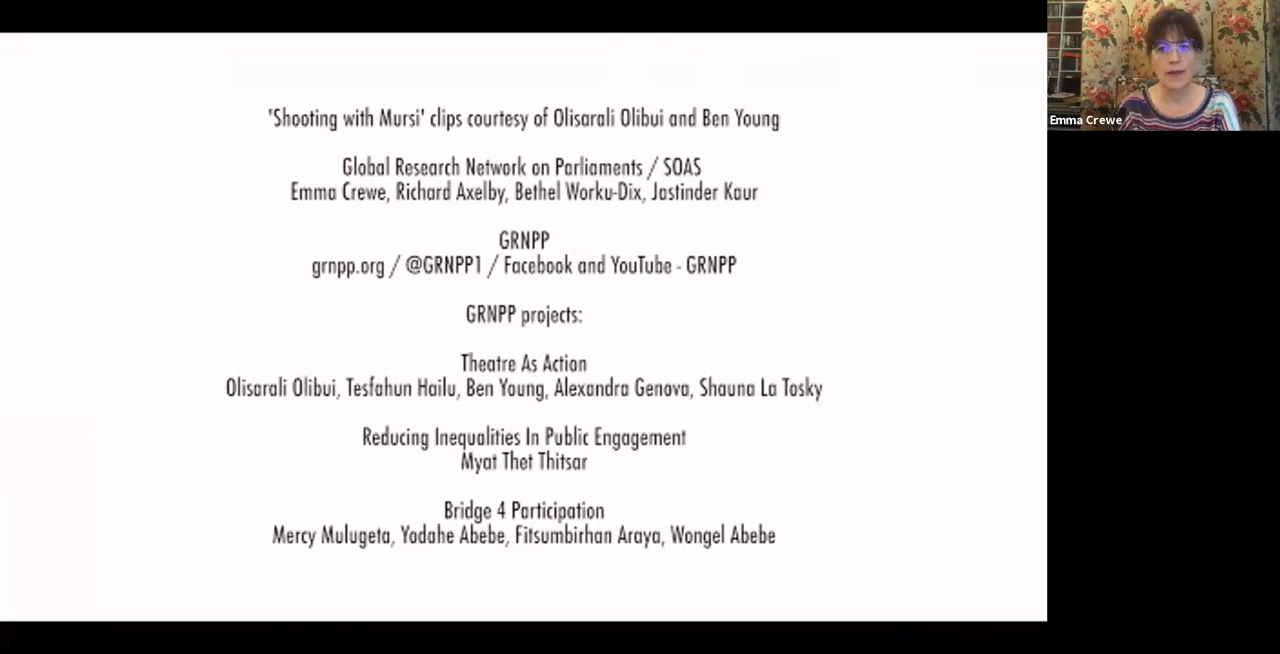 'Shooting with Mursi' clips courtesy of Olisarali Olibui and Ben Young
Global Research Network on Parliaments / SOAS
Emma Crewe, Richard Axelby, Bethel Worku-Dix, Jastinder Kaur
GRNPP
grnpp.org / @GRNPP1 / Facebook and YouTube - GRNPP
GRNPP projects:
Theatre As Action
Olisarali Olibui, Tesfahun Hailu, Ben Young, Alexandra Genova, Shauna La Tosky
Reducing Inequalities In Public Engagement
Myat Thet Thitsar
Bridge 4 Participation
Mercy Mulugeta, Yodahe Abebe, Fitsumbirhan Araya, Wongel Abebe
Emma Crewe